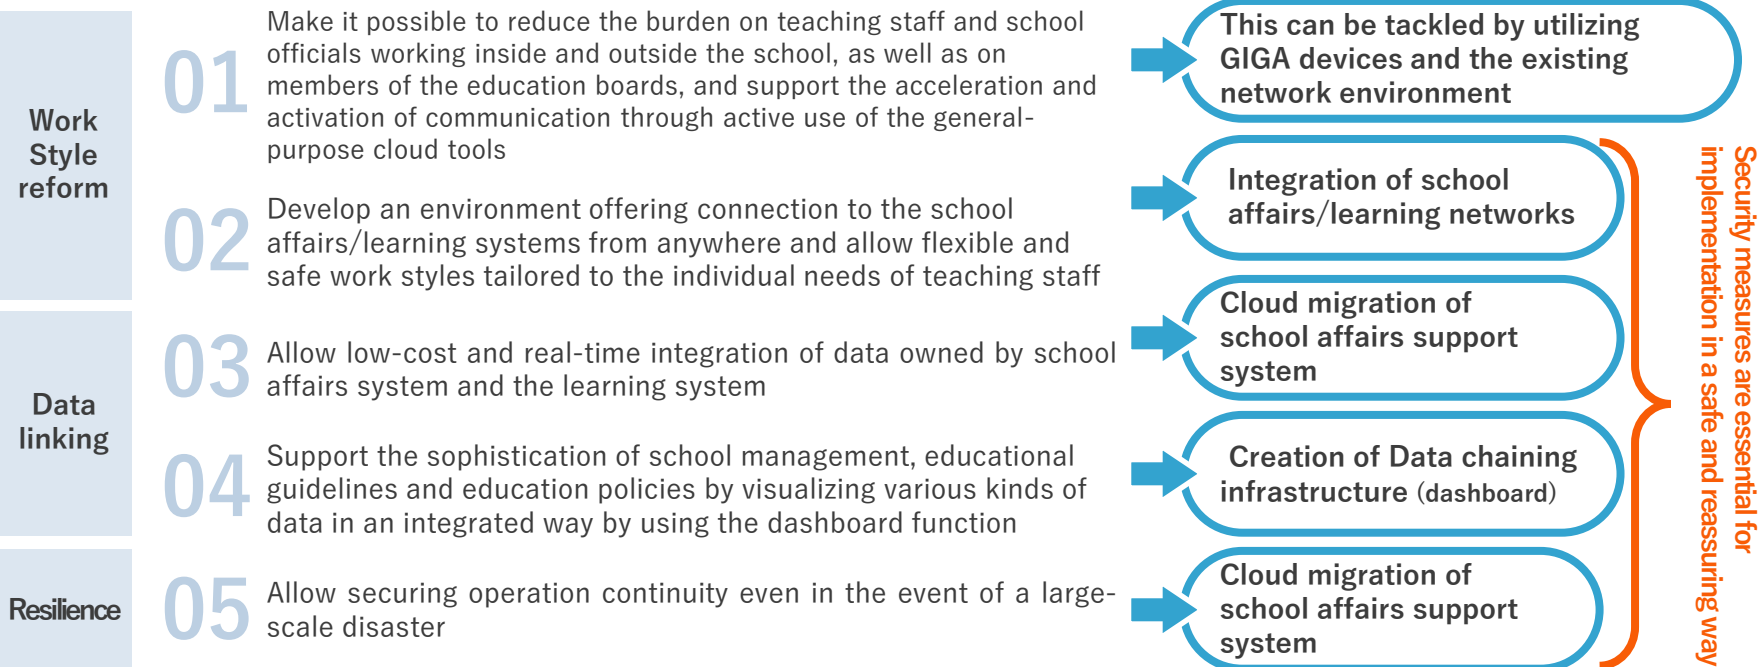 Work
Style
reform
01
Make it possible to reduce the burden on teaching staff and school
officials working inside and outside the school, as well as on
members of the education boards, and support the acceleration and
activation of communication through active use of the general-
purpose cloud tools
This can be tackled by utilizing
GIGA devices and the existing
network environment
02
Develop an environment offering connection to the school
affairs/learning systems from anywhere and allow flexible and
safe work styles tailored to the individual needs of teaching staff
Integration of school
affairs/learning networks
Data
linking
03
Allow low-cost and real-time integration of data owned by school
affairs system and the learning system
Cloud migration of
school affairs support
system
04
Support the sophistication of school management, educational
guidelines and education policies by visualizing various kinds of
data in an integrated way by using the dashboard function
Creation of Data chaining
infrastructure (dashboard)
Resilience
05
Allow securing operation continuity even in the event of a large-
scale disaster
Cloud migration of
school affairs support
system
Security measures are essential for
implementation in a safe and reassuring way